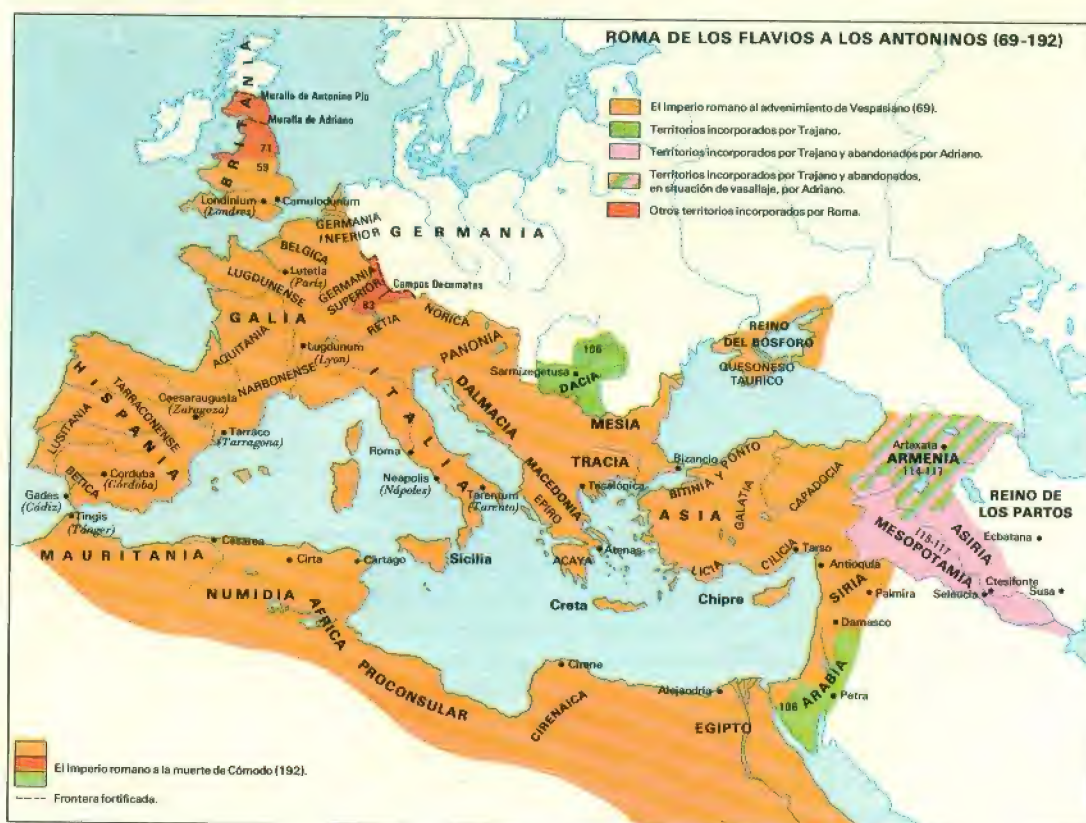 ROMA DE LOS FLAVIOS A LOS ANTONINOS (69-192)
El Imperio romano al advenimiento de Vespasiano (69).
Territorios incorporados por Trajano.
Territorios incorporados por Trajano y abandonados por Adriano.
Territorios incorporados por Trajano y abandonados,
en situación de vasallaje, por Adriano.
Otros territorios incorporados por Roma.
BRITANIA
Muralla de Antonino Pío
Muralla de Adriano
71
59
Londinium
(Londres)
Camulodunum
GERMANIA
INFERIOR
GERMANIA
BELGICA
Lutetia
(París)
LUGDUNENSE
GERMANIA
SUPERIOR
Campos Decumatas
83
GALIA
RETIA
NORICA
AQUITANIA
Lugdunum
(Lyon)
PANONIA
NARBONENSE
106
Sarmizegetusa
DACIA
REINO
DEL BÓSFORO
QUESONESO
TAURICO
HISPANIA
TARRACONENSE
LUSITANIA
BETICA
Caesaraugusta
(Zaragoza)
Tarraco
(Tarragona)
Corduba
(Córdoba)
Gades
(Cádiz)
Tingis
(Tánger)
ITALIA
Roma
Neápolis
(Nápoles)
Tarentum
(Tarento)
DALMACIA
MESIA
TRACIA
MACEDONIA
EPIRO
Tesalónica
Bizancio
BITINIA Y PONTO
ASIA
GALATIA
CAPADOCIA
Artaxata
ARMENIA
114-117
REINO DE
LOS PARTOS
ASIRIA
115-117
MESOPOTAMIA
Ecbatana
Ctesifonte
Seleucia
Susa
ACAYA
Atenas
LICIA
CILICIA
Tarso
Antioquía
SIRIA
Palmira
Damasco
MAURITANIA
Cesarea
Cirta
Cartago
Sicilia
NUMIDIA
Creta
Chipre
AFRICA PROCONSULAR
Cirene
CIRENAICA
Alejandría
EGIPTO
106
ARABIA
Petra
El Imperio romano a la muerte de Cómodo (192).
Frontera fortificada.